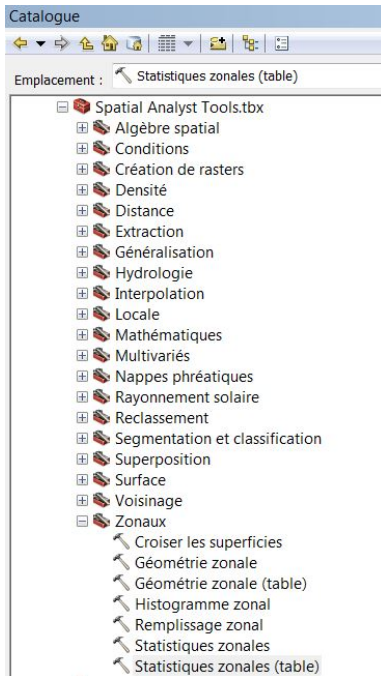 Catalogue
Emplacement : Statistiques zonales (table)
Spatial Analyst Tools.tbx
Algèbre spatial
Conditions
Création de rasters
Densité
Distance
Extraction
Généralisation
Hydrologie
Interpolation
Locale
Mathématiques
Multivariés
Nappes phréatiques
Rayonnement solaire
Reclassement
Segmentation et classification
Superposition
Surface
Voisinage
Zonaux
Croiser les superficies
Géométrie zonale
Géométrie zonale (table)
Histogramme zonal
Remplissage zonal
Statistiques zonales
Statistiques zonales (table)